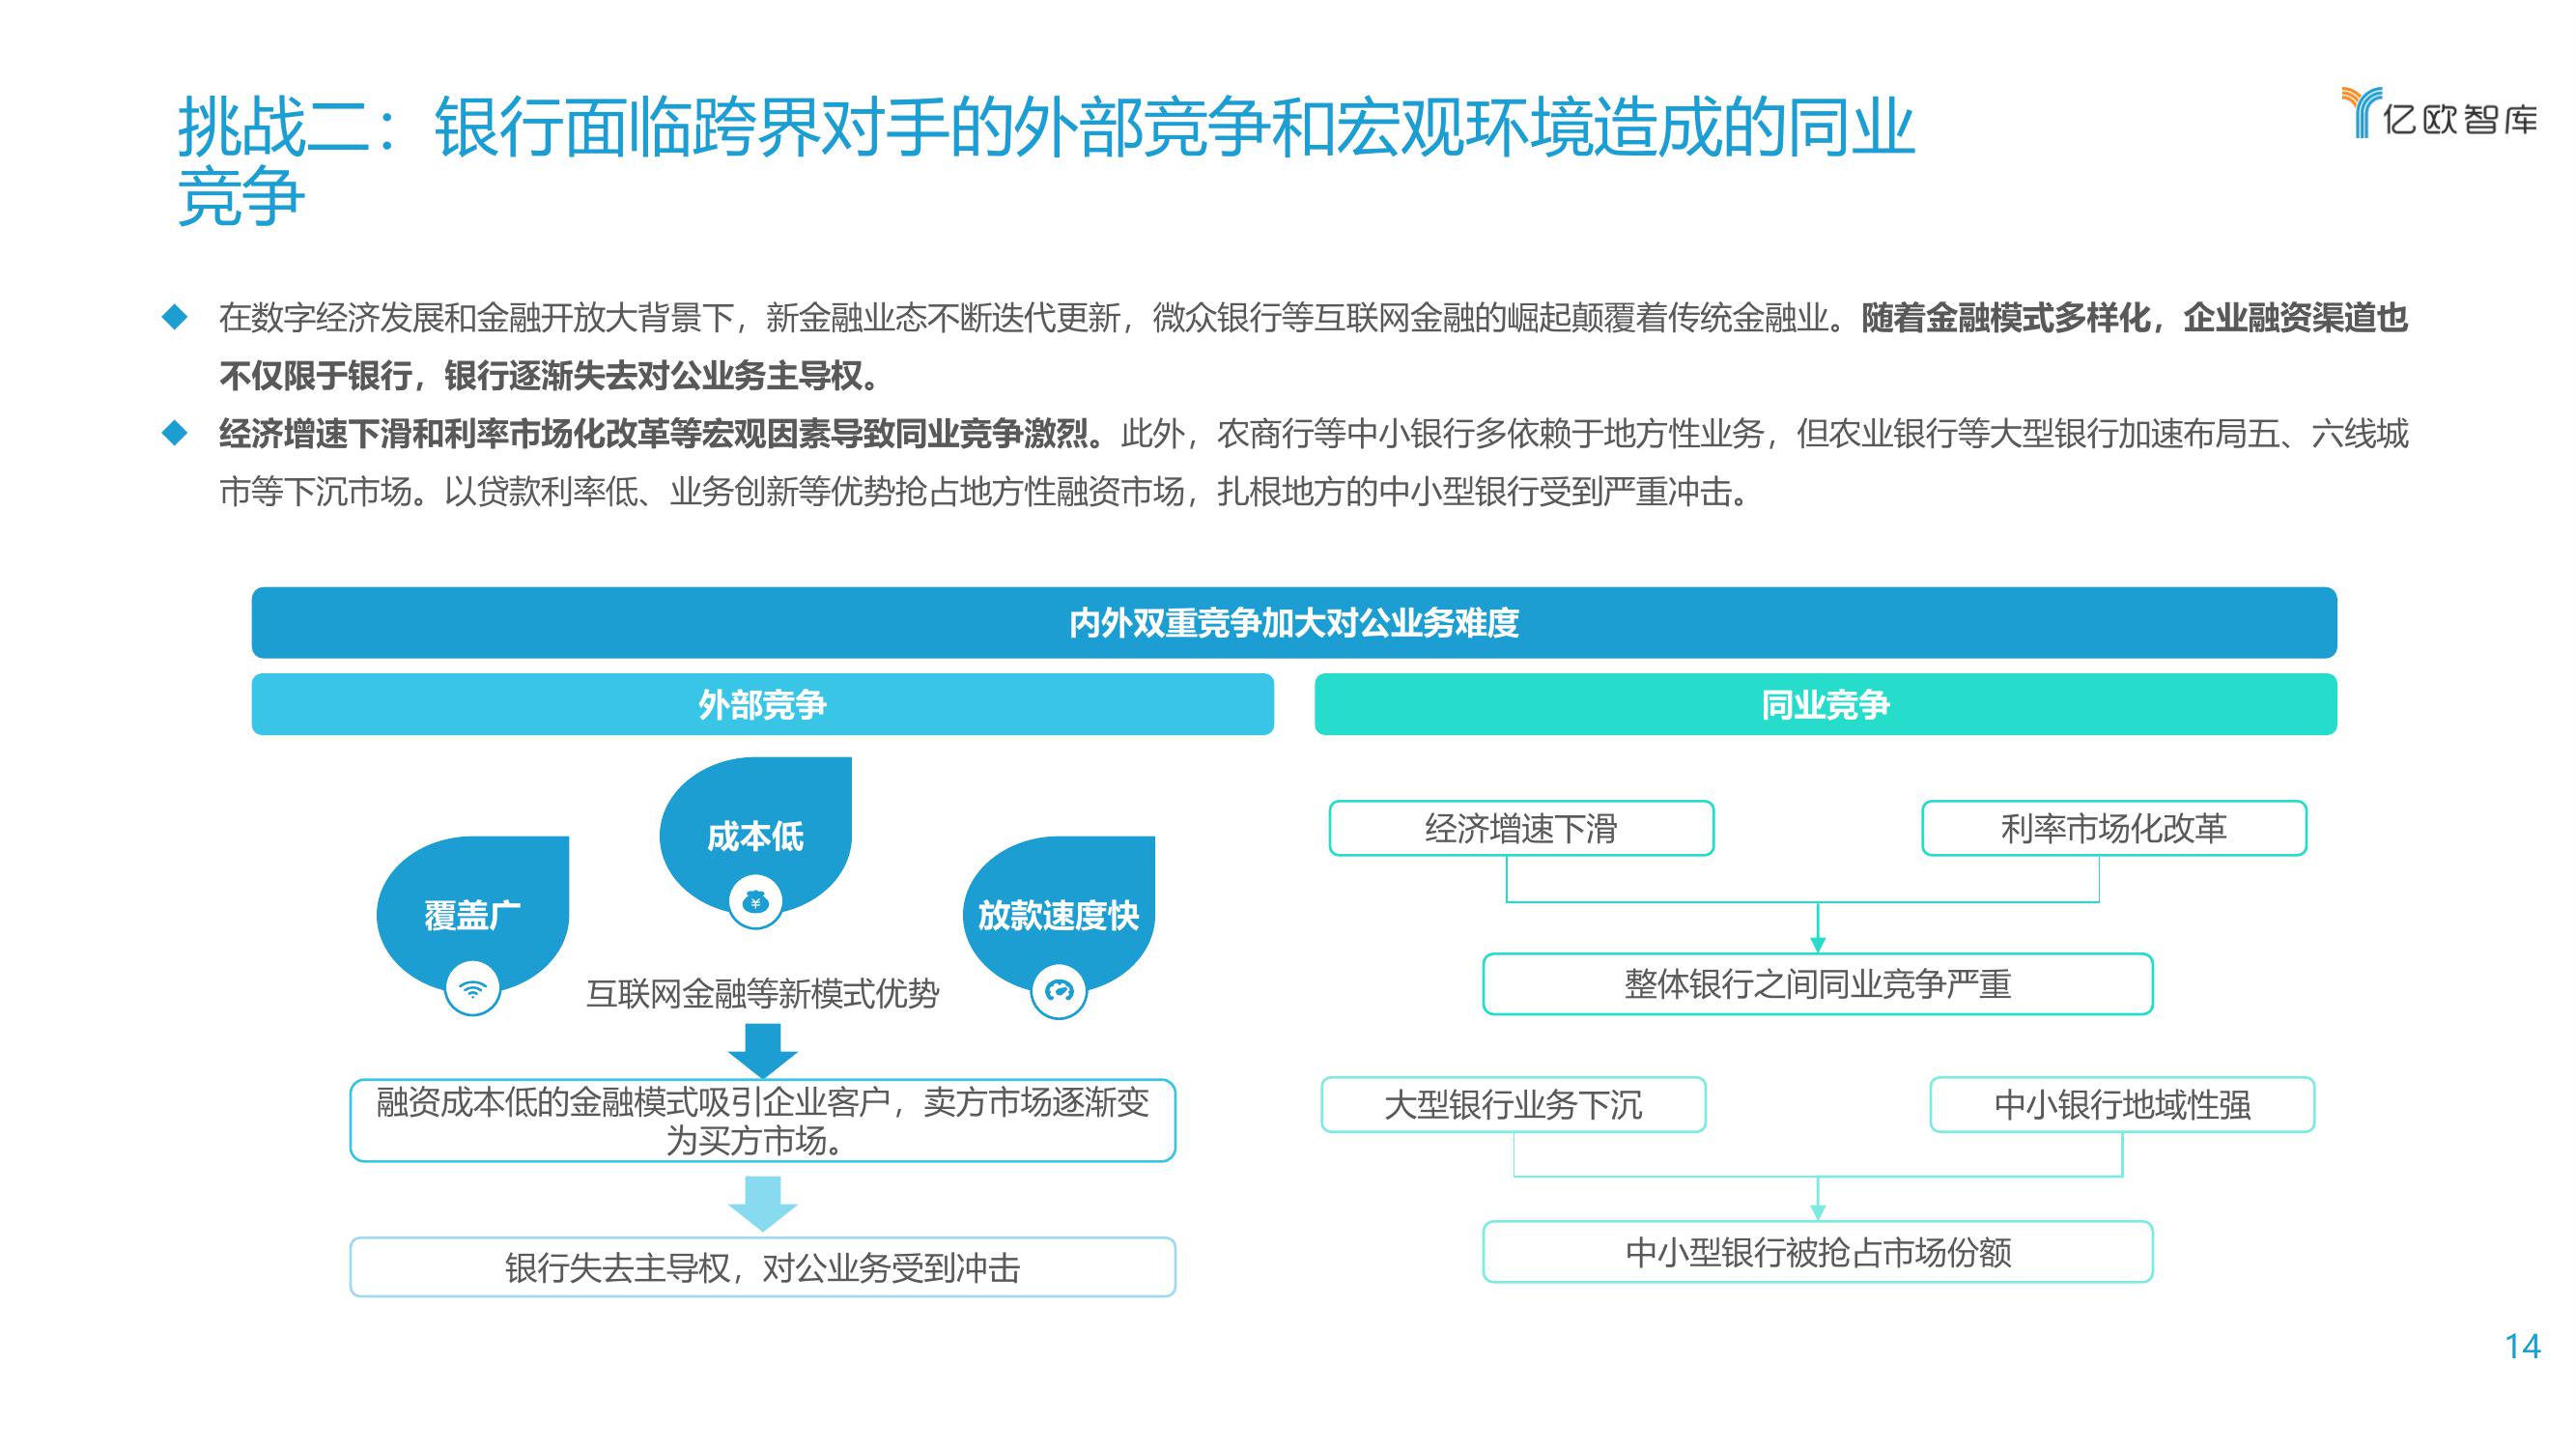 挑战二：银行面临跨界对手的外部竞争和宏观环境造成的同业
竞争
亿欧智库
◆ 在数字经济发展和金融开放大背景下，新金融业态不断迭代更新，微众银行等互联网金融的崛起颠覆着传统金融业。随着金融模式多样化，企业融资渠道也
不仅限于银行，银行逐渐失去对公业务主导权。
◆ 经济增速下滑和利率市场化改革等宏观因素导致同业竞争激烈。此外，农商行等中小银行多依赖于地方性业务，但农业银行等大型银行加速布局五、六线城
市等下沉市场。以贷款利率低、业务创新等优势抢占地方性融资市场，扎根地方的中小型银行受到严重冲击。
内外双重竞争加大对公业务难度
外部竞争
成本低
¥
覆盖广
放款速度快
互联网金融等新模式优势
融资成本低的金融模式吸引企业客户，卖方市场逐渐变
为买方市场。
银行失去主导权，对公业务受到冲击
同业竞争
经济增速下滑
利率市场化改革
整体银行之间同业竞争严重
大型银行业务下沉
中小银行地域性强
中小型银行被抢占市场份额
14